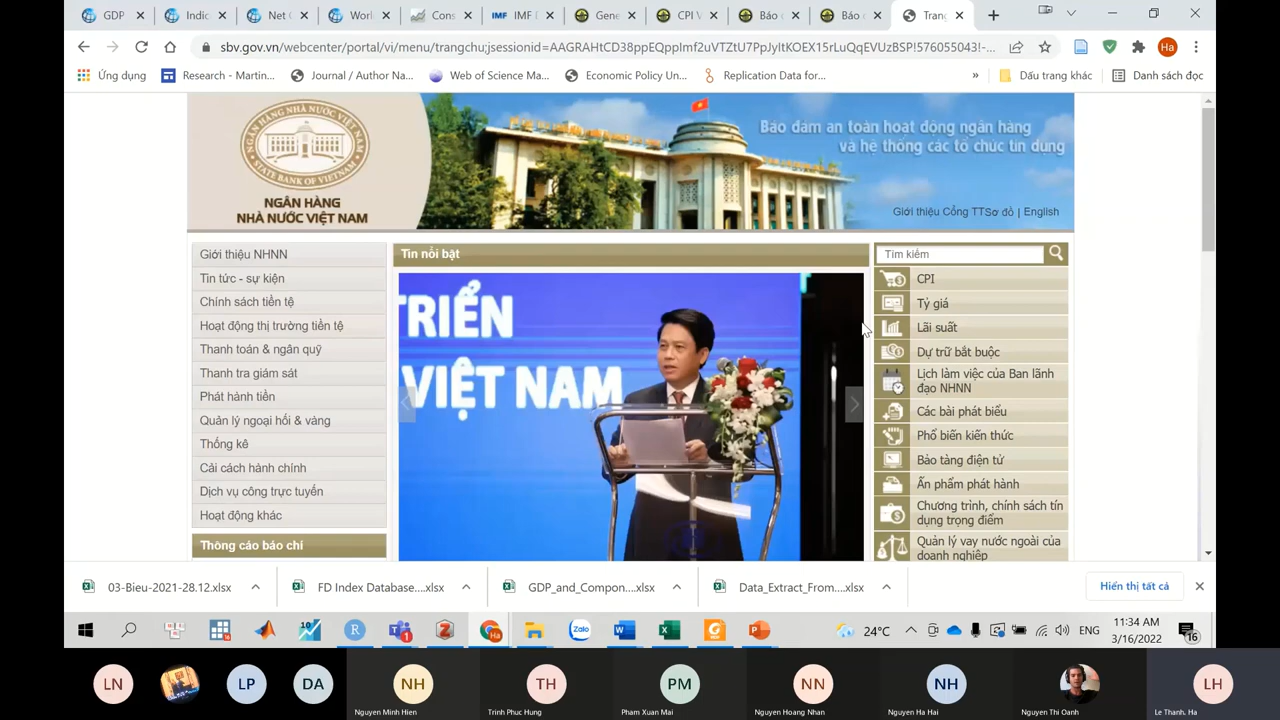 GDP
Indic
Net C
Worl
Cons
IMF IMF D
Gene
CPI V
Báo c
Báo c
Trang
sbv.gov.vn/webcenter/portal/vi/menu/trangchu;jsessionid=AAGRAHtCD38ppEQppImf2uVTZtU7PpJyltKOEX15rLuQqEVUzBSP!576055043!-...
Ha
Ứng dụng
Research - Martin...
Journal / Author Na...
Web of Science Ma...
Economic Policy Un...
Replication Data for...
»
Dấu trang khác
Danh sách đọc
NGÂN HÀNG NHÀ NƯỚC VIỆT NAM
STATE BANK OF VIETNAM
NGÂN HÀNG
NHÀ NƯỚC VIỆT NAM
Bảo đảm an toàn hoạt động ngân hàng
và hệ thống các tổ chức tín dụng
Giới thiệu Cổng TTSơ đồ | English
Giới thiệu NHNN
Tin tức - sự kiện
Chính sách tiền tệ
Hoạt động thị trường tiền tệ
Thanh toán & ngân quỹ
Thanh tra giám sát
Phát hành tiền
Quản lý ngoại hối & vàng
Thống kê
Cải cách hành chính
Dịch vụ công trực tuyến
Hoạt động khác
Thông cáo báo chí
Tin nổi bật
TRIỂN
VIỆT NAM
Tìm kiếm
CPI
Tỷ giá
Lãi suất
Dự trữ bắt buộc
Lịch làm việc của Ban lãnh
đạo NHNN
Các bài phát biểu
Phổ biến kiến thức
Bảo tàng điện tử
Ấn phẩm phát hành
Chương trình, chính sách tín
dụng trọng điểm
Quản lý vay nước ngoài của
doanh nghiệp
03-Bieu-2021-28.12.xlsx
FD Index Database....xlsx
GDP_and_Compon....xlsx
Data_Extract_From....xlsx
Hiển thị tất cả
Zalo
24°C
ENG
11:34 AM
3/16/2022
16
LN
LP
DA
NH
Nguyen Minh Hien
TH
Trinh Phuc Hung
PM
Pham Xuan Mai
NN
Nguyen Hoang Nhan
NH
Nguyen Ha Hai
Nguyen Thi Oanh
LH
Le Thanh, Ha